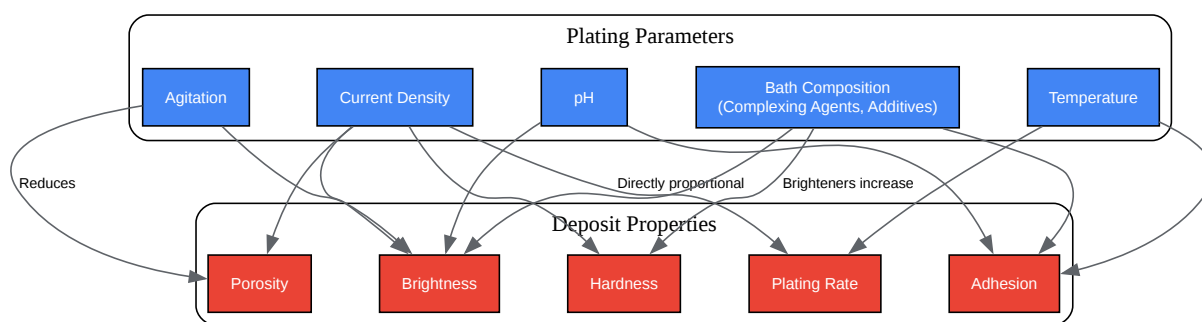 Plating Parameters
Agitation
Current Density
pH
Bath Composition
(Complexing Agents, Additives)
Temperature
Reduces
Directly proportional
Brighteners increase
Deposit Properties
Porosity
Brightness
Hardness
Plating Rate
Adhesion